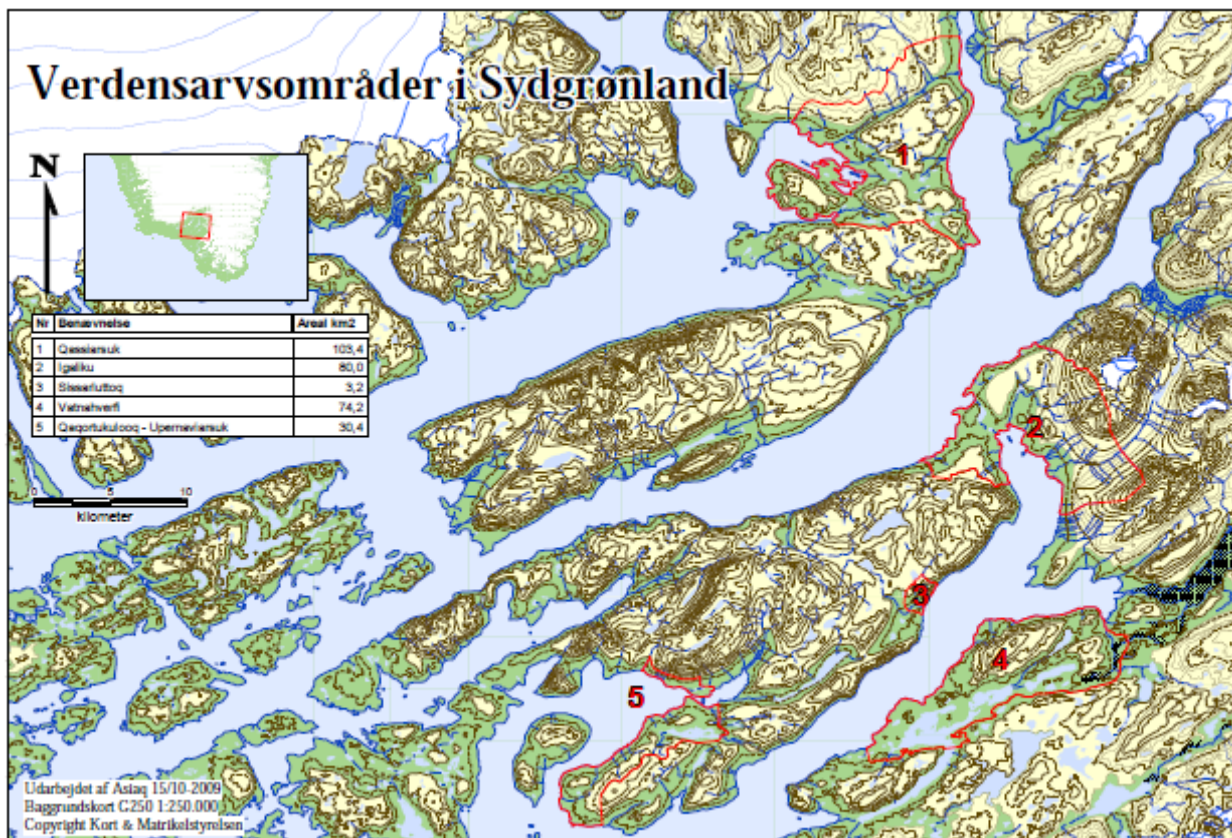 Verdensarvsområder i Sydgrønland
N
Nr Benævnelse Areal km2
1 Qassiarsuk 103,4
2 Igaliku 80,0
3 Sissarluttoq 3,2
4 Vatnahverfi 74,2
5 Qaqortukulooq - Upernaviarsuk 30,4
0 5 10
kilometer
1
2
3
4
5
Udarbejdet af Asiaq 15/10-2009
Baggrundskort G250 1:250.000
Copyright Kort & Matrikelstyrelsen